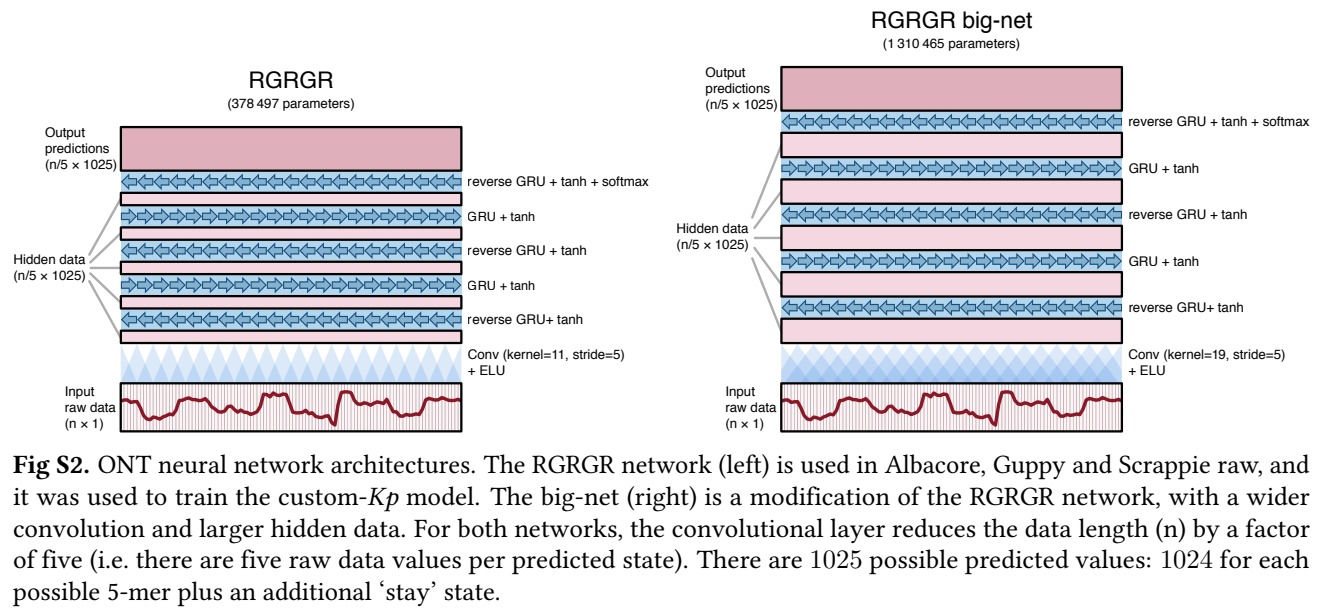 RGRGR
(378 497 parameters)
Output
predictions
(n/5 × 1025)
reverse GRU + tanh + softmax
GRU + tanh
reverse GRU + tanh
GRU + tanh
reverse GRU+ tanh
Hidden data
(n/5 × 1025)
Conv (kernel=11, stride=5)
+ ELU
Input
raw data
(n × 1)
RGRGR big-net
(1 310 465 parameters)
Output
predictions
(n/5 × 1025)
reverse GRU + tanh + softmax
GRU + tanh
reverse GRU + tanh
GRU + tanh
reverse GRU+ tanh
Hidden data
(n/5 × 1025)
Conv (kernel=19, stride=5)
+ ELU
Input
raw data
(n × 1)
Fig S2. ONT neural network architectures. The RGRGR network (left) is used in Albacore, Guppy and Scrappie raw, and
it was used to train the custom-Kp model. The big-net (right) is a modification of the RGRGR network, with a wider
convolution and larger hidden data. For both networks, the convolutional layer reduces the data length (n) by a factor
of five (i.e. there are five raw data values per predicted state). There are 1025 possible predicted values: 1024 for each
possible 5-mer plus an additional ‘stay’ state.